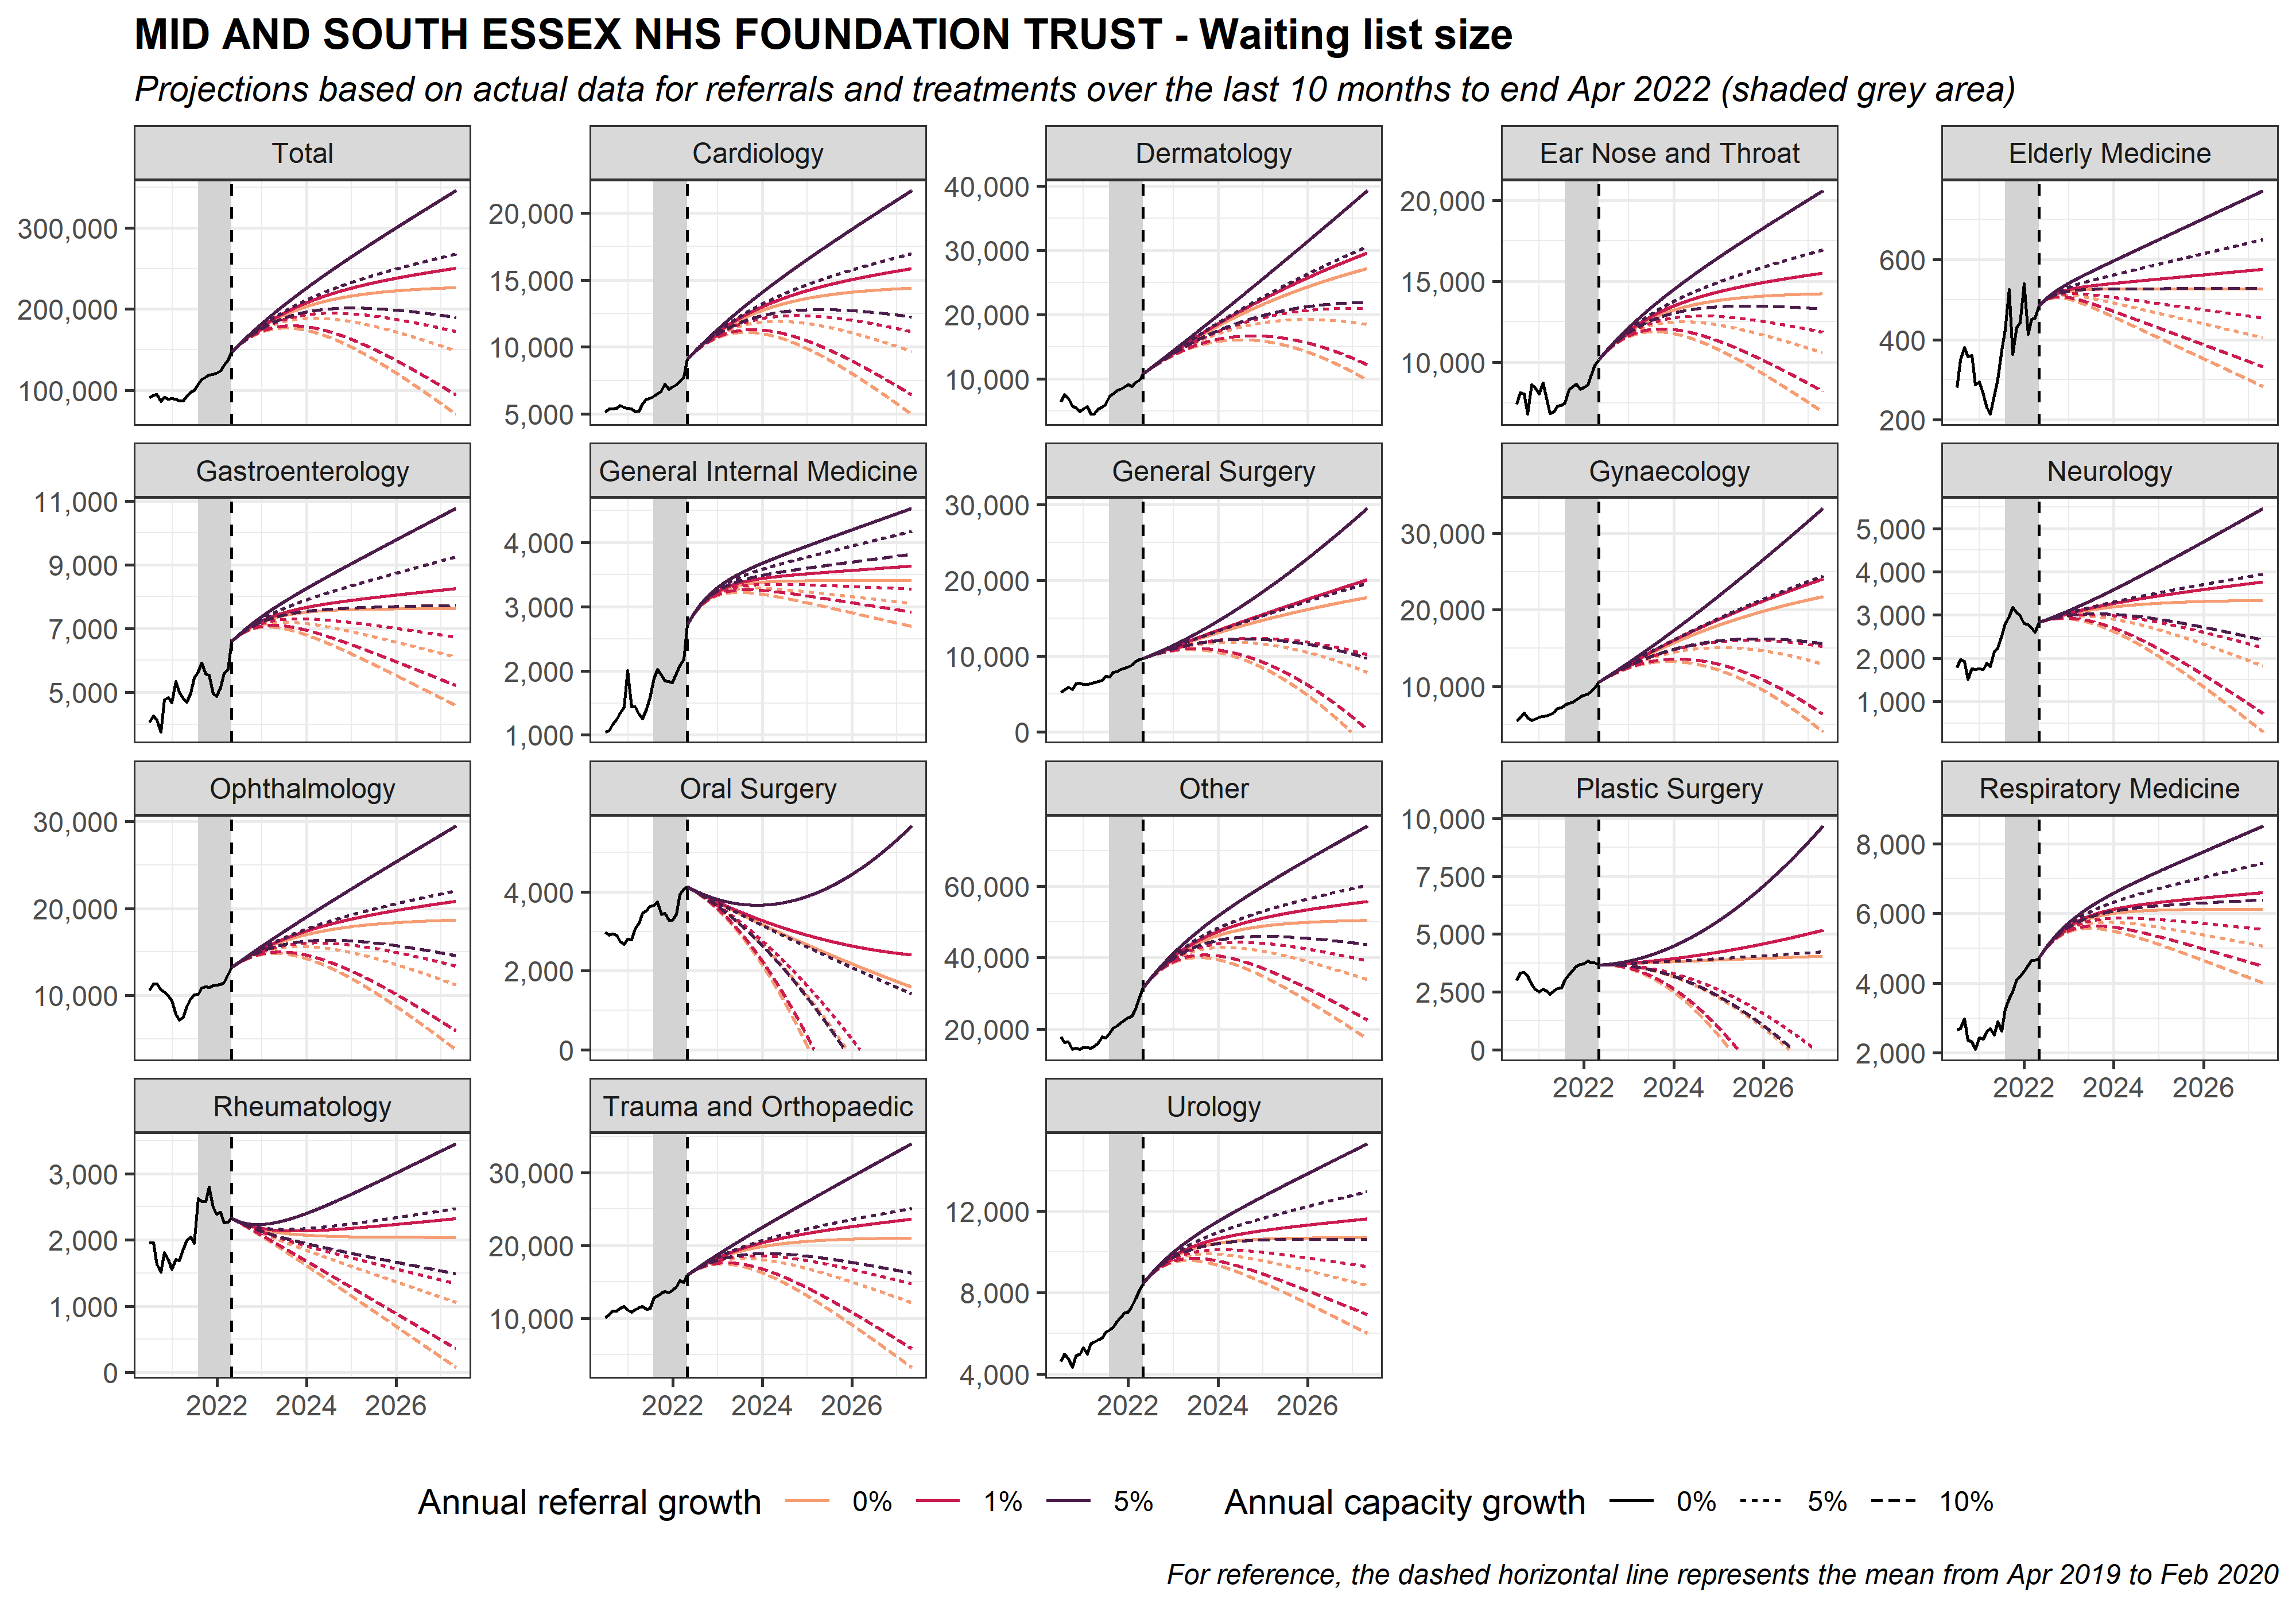 MID AND SOUTH ESSEX NHS FOUNDATION TRUST - Waiting list size
Projections based on actual data for referrals and treatments over the last 10 months to end Apr 2022 (shaded grey area)
Total
300,000
200,000
100,000
Cardiology
20,000
15,000
10,000
5,000
Dermatology
40,000
30,000
20,000
10,000
Ear Nose and Throat
20,000
15,000
10,000
Elderly Medicine
600
400
200
Gastroenterology
11,000
9,000
7,000
5,000
General Internal Medicine
4,000
3,000
2,000
1,000
General Surgery
30,000
20,000
10,000
0
Gynaecology
30,000
20,000
10,000
Neurology
5,000
4,000
3,000
2,000
1,000
Ophthalmology
30,000
20,000
10,000
Oral Surgery
4,000
2,000
0
Other
60,000
40,000
20,000
Plastic Surgery
10,000
7,500
5,000
2,500
0
2022 2024 2026
Respiratory Medicine
8,000
6,000
4,000
2,000
2022 2024 2026
Rheumatology
3,000
2,000
1,000
0
2022 2024 2026
Trauma and Orthopaedic
30,000
20,000
10,000
2022 2024 2026
Urology
12,000
8,000
4,000
2022 2024 2026
Annual referral growth 0% 1% 5% Annual capacity growth 0% 5% 10%
For reference, the dashed horizontal line represents the mean from Apr 2019 to Feb 2020